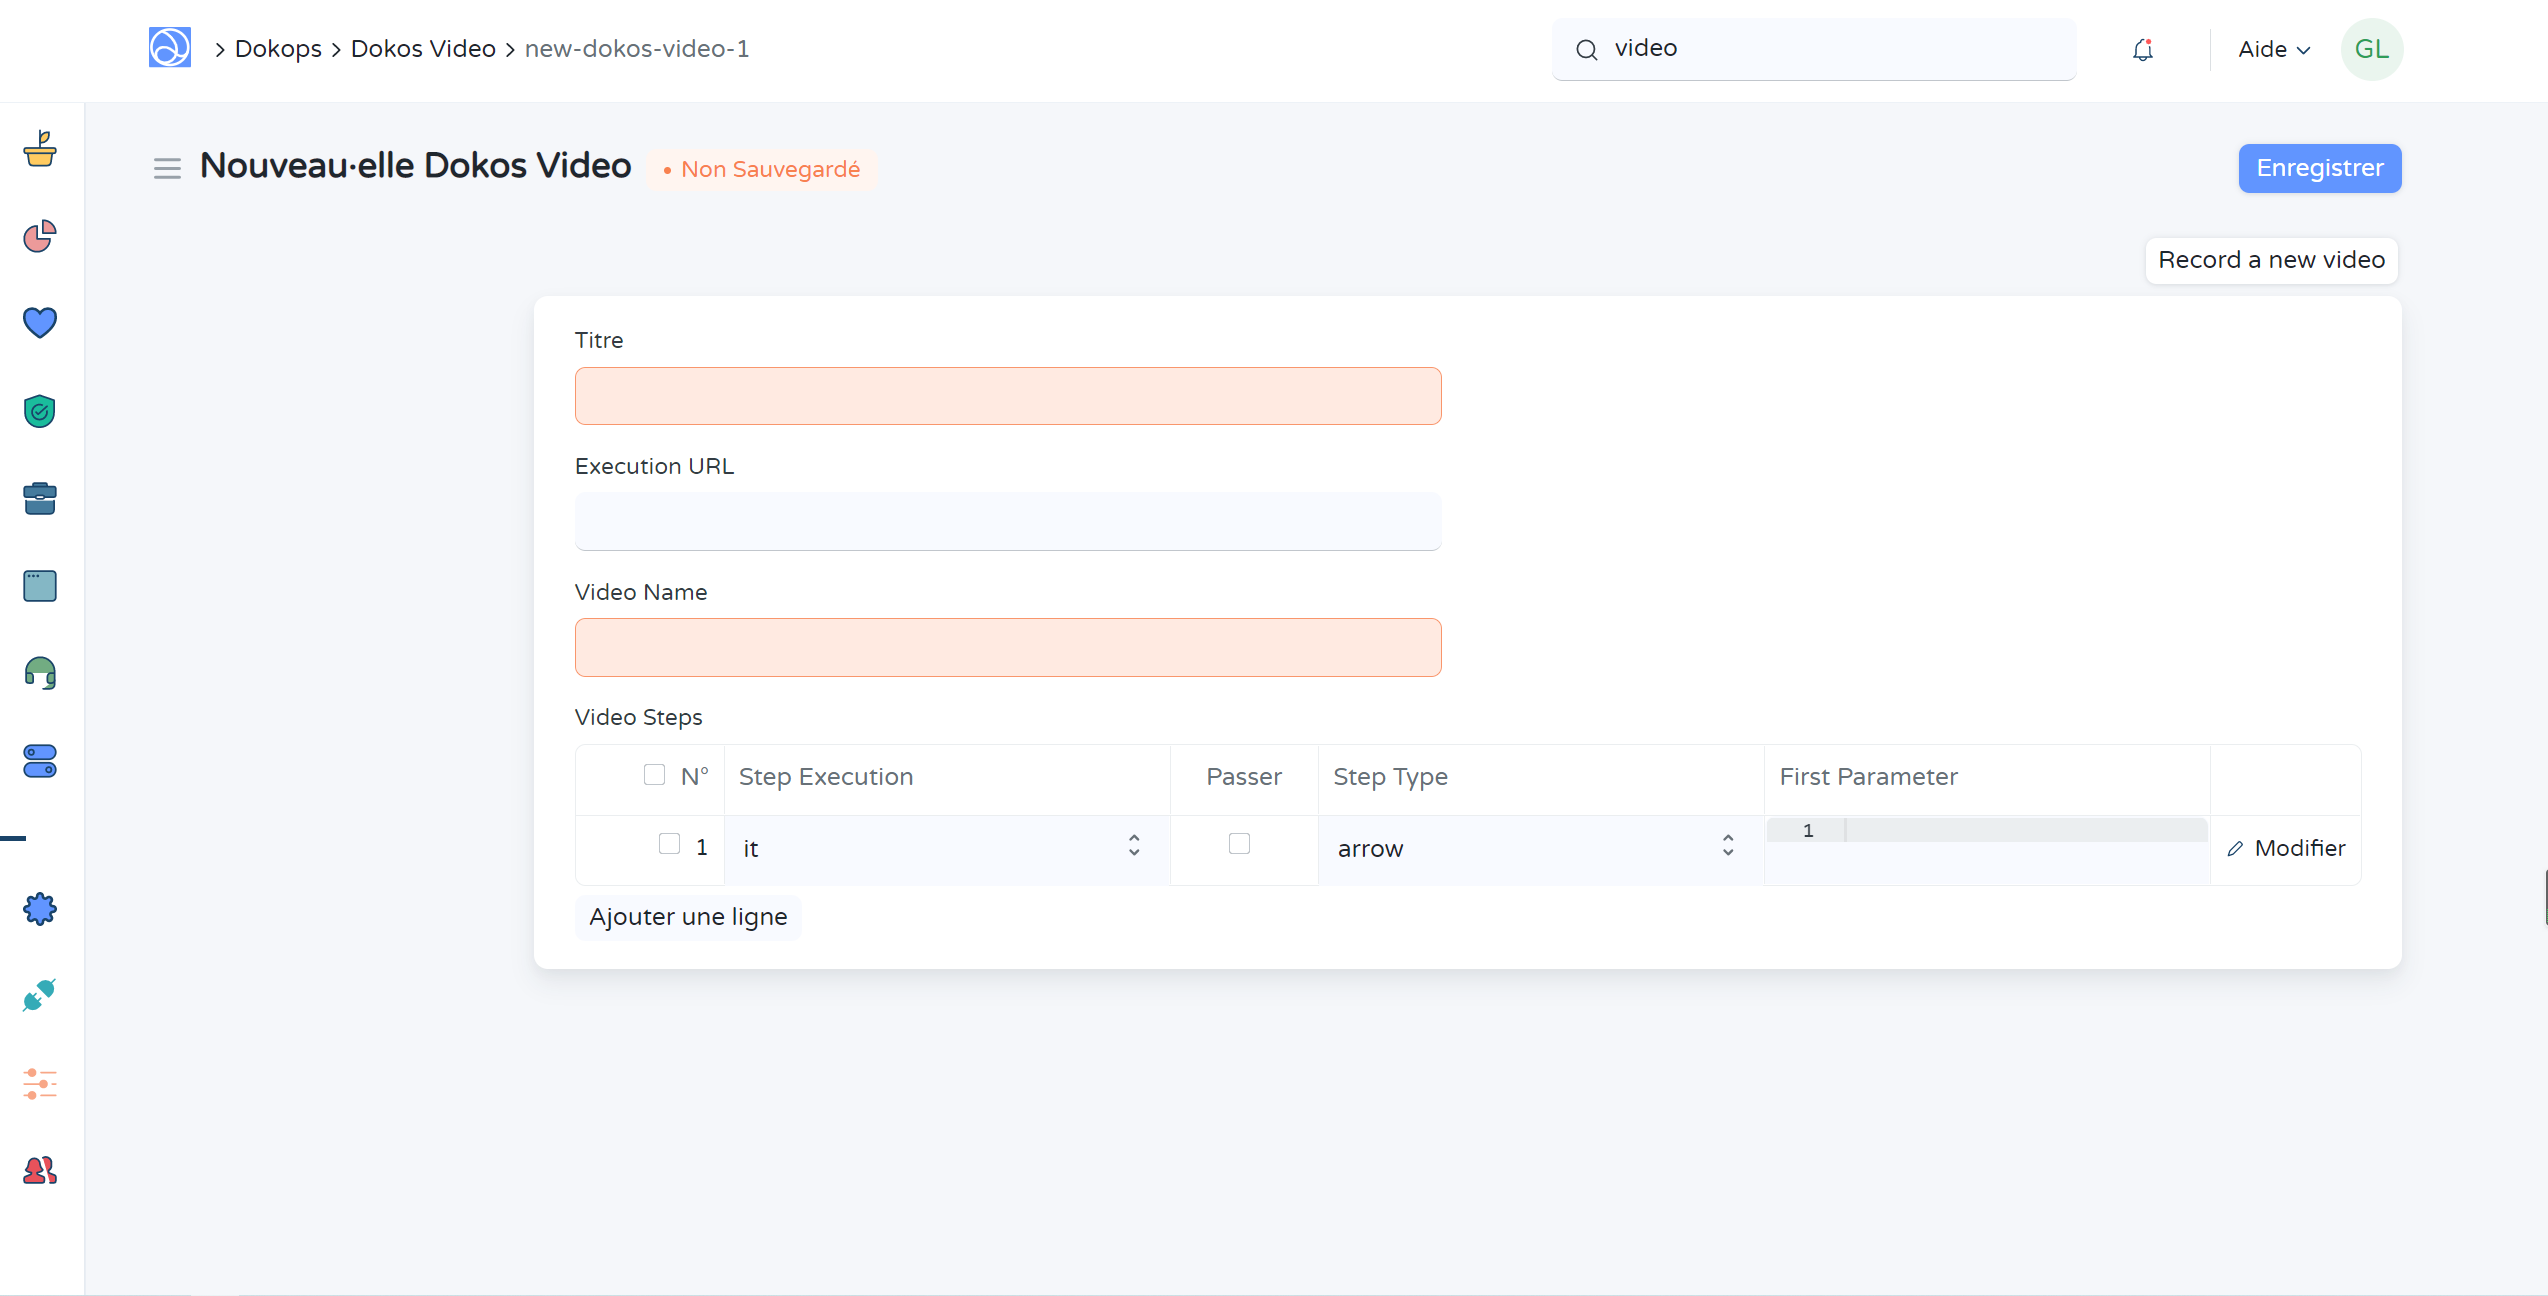 > Dokops > Dokos Video > new-dokos-video-1
video
Aide
GL
Nouveau·elle Dokos Video
• Non Sauvegardé
Enregistrer
Record a new video
Titre
Execution URL
Video Name
Video Steps
N° Step Execution Passer Step Type First Parameter
1 it arrow 1 Modifier
Ajouter une ligne